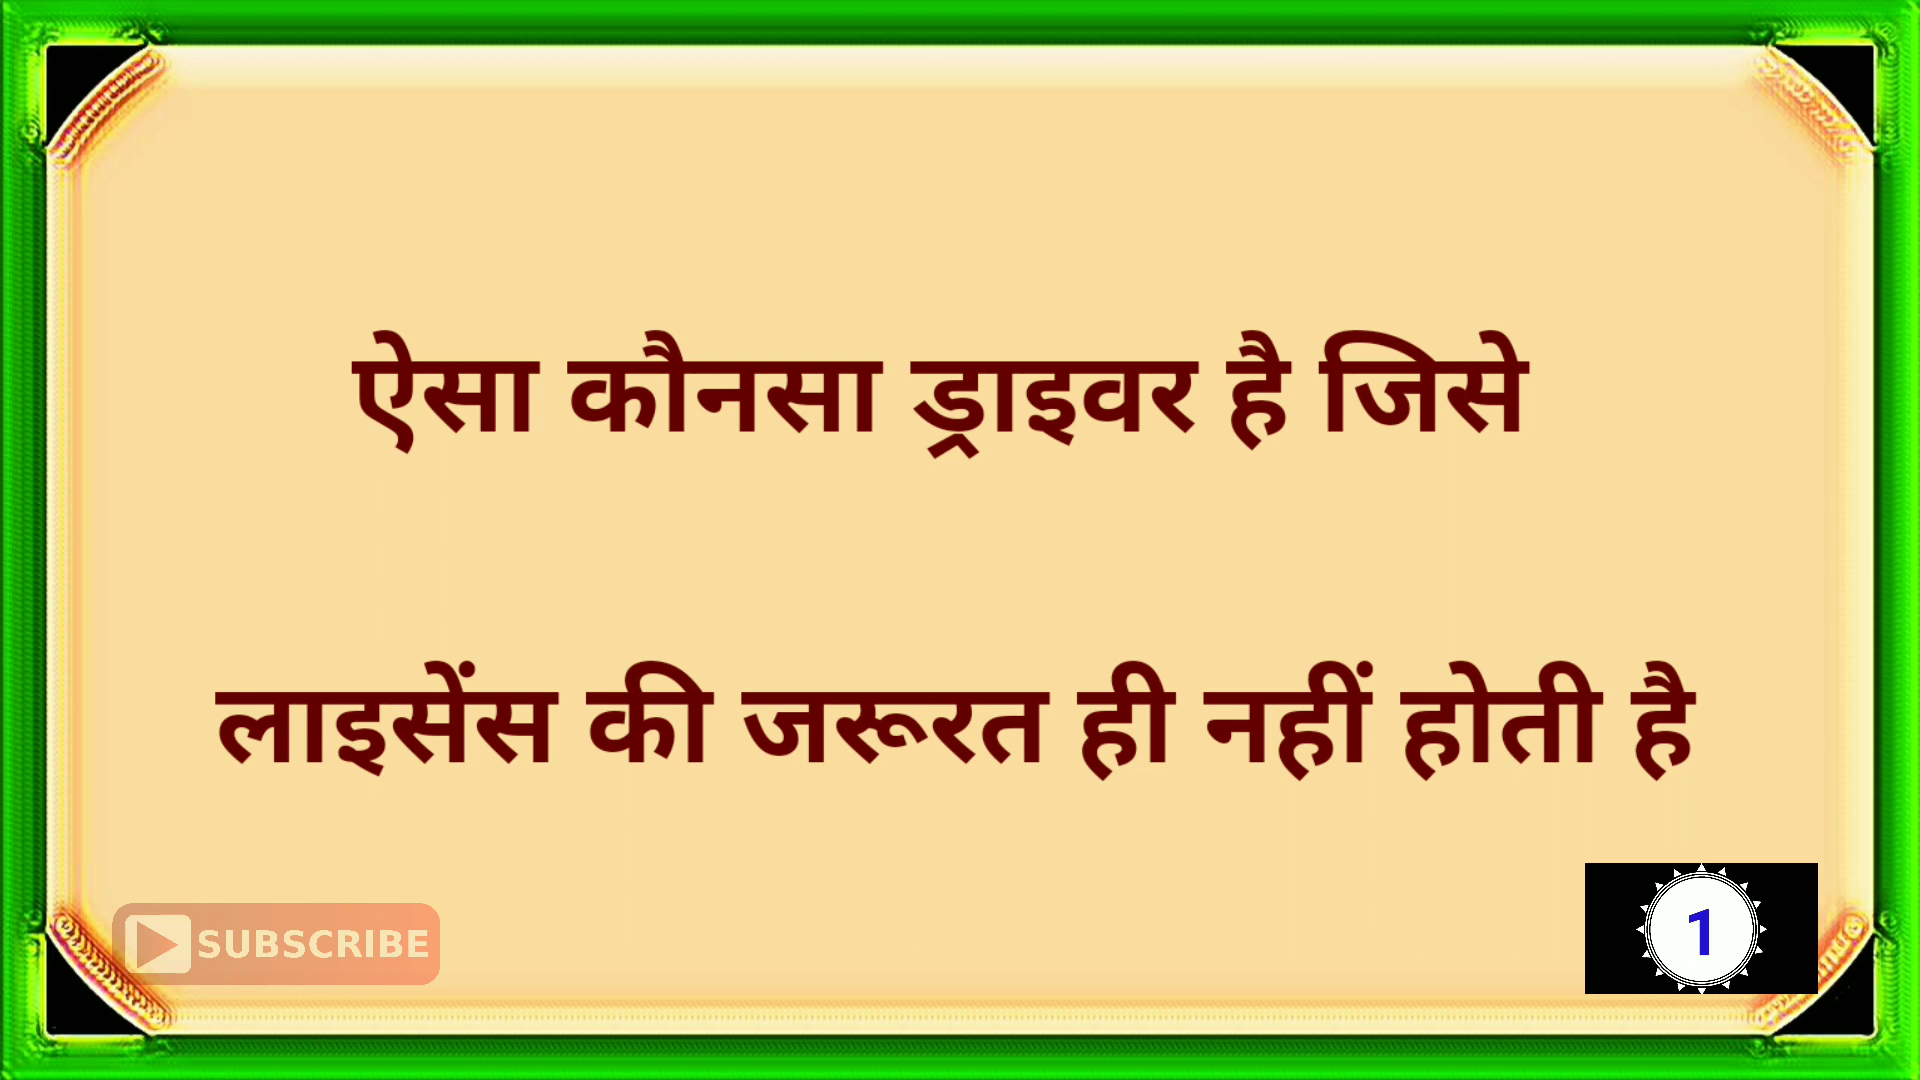 ऐसा कौनसा ड्राइवर है जिसे
लाइसेंस की जरूरत ही नहीं होती है
SUBSCRIBE
1